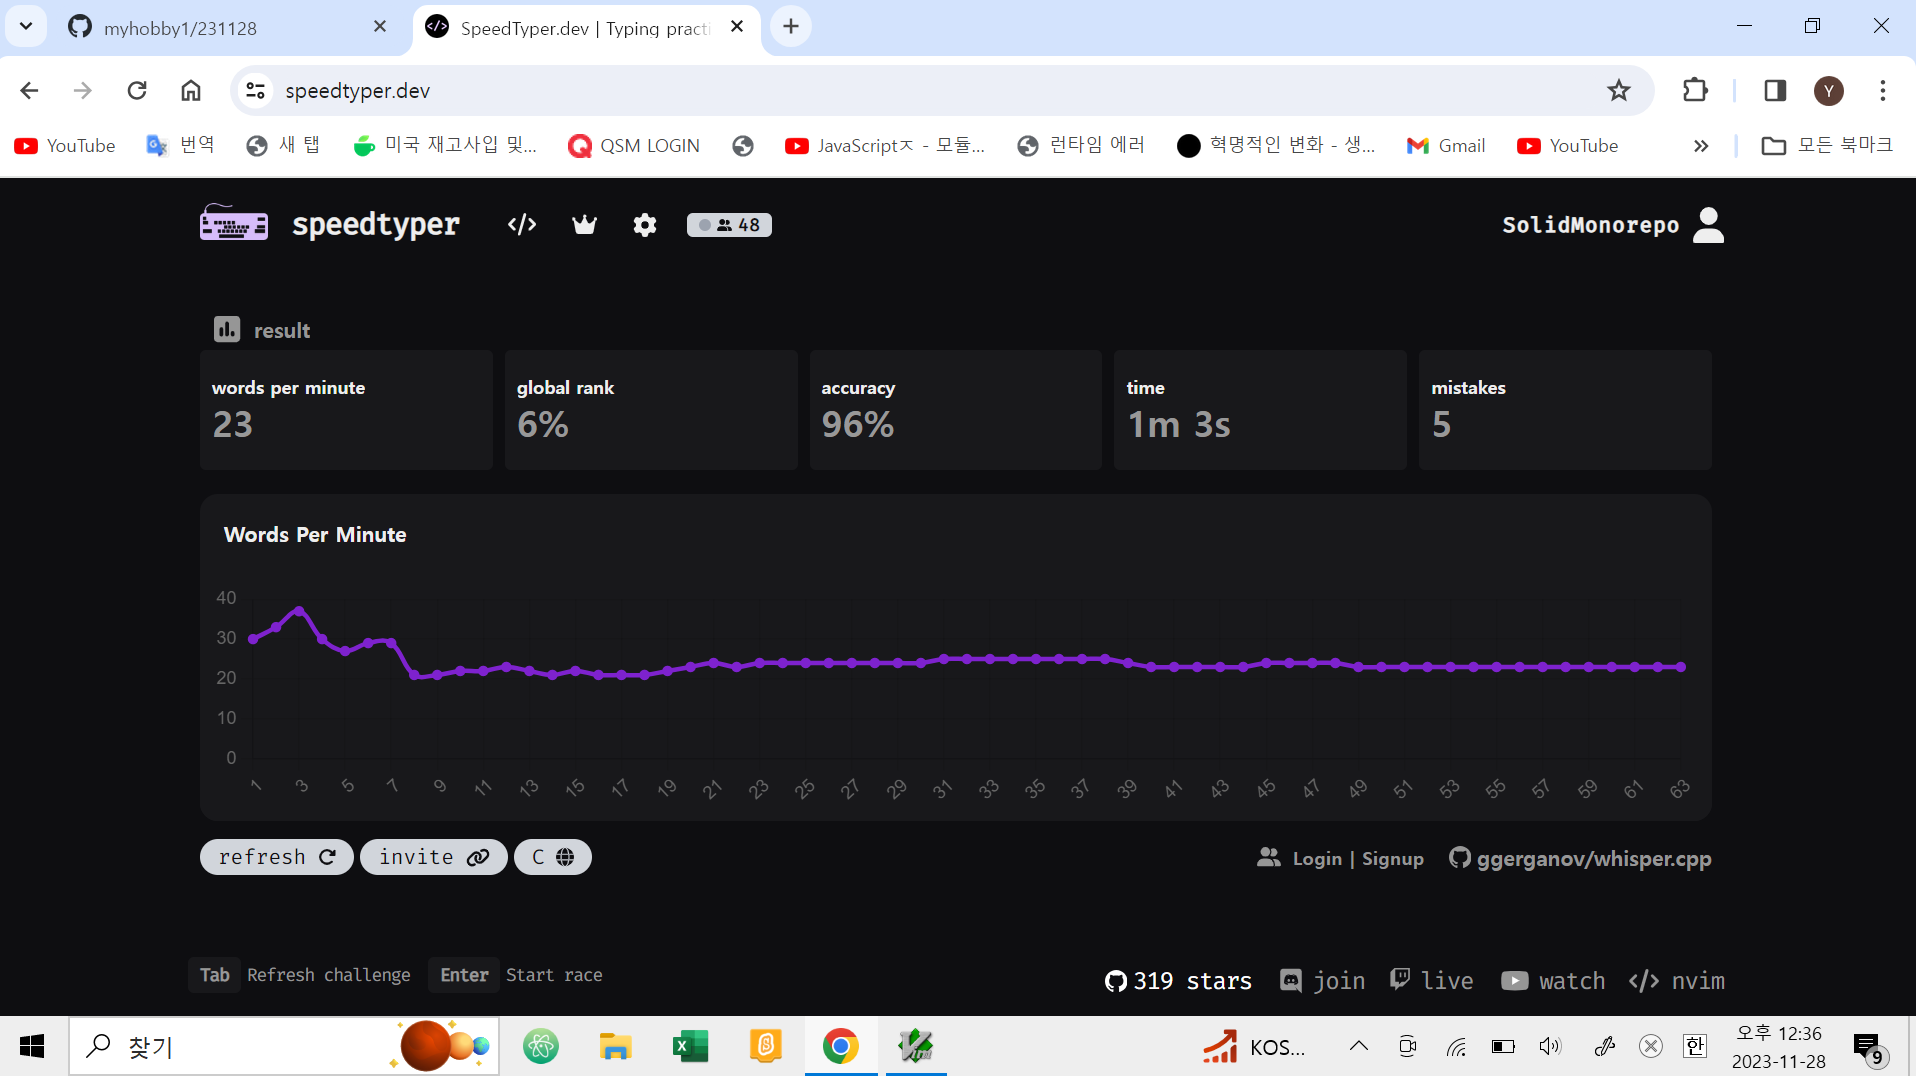 myhobby1/231128
SpeedTyper.dev | Typing practi
speedtyper.dev
Y
YouTube
번역
새 탭
미국 재고사입 및...
QSM LOGIN
JavaScriptㅈ - 모듈...
런타임 에러
혁명적인 변화 - 생...
Gmail
YouTube
모든 북마크
speedtyper
48
SolidMonorepo
result
words per minute
23
global rank
6%
accuracy
96%
time
1m 3s
mistakes
5
Words Per Minute
40
30
20
10
0
1 3 5 7 9 11 13 15 17 19 21 23 25 27 29 31 33 35 37 39 41 43 45 47 49 51 53 55 57 59 61 63
refresh
invite
C
Login | Signup
ggerganov/whisper.cpp
Tab Refresh challenge
Enter Start race
319 stars
join
live
watch
nvim
찾기
KOS...
한
오후 12:36
2023-11-28
9